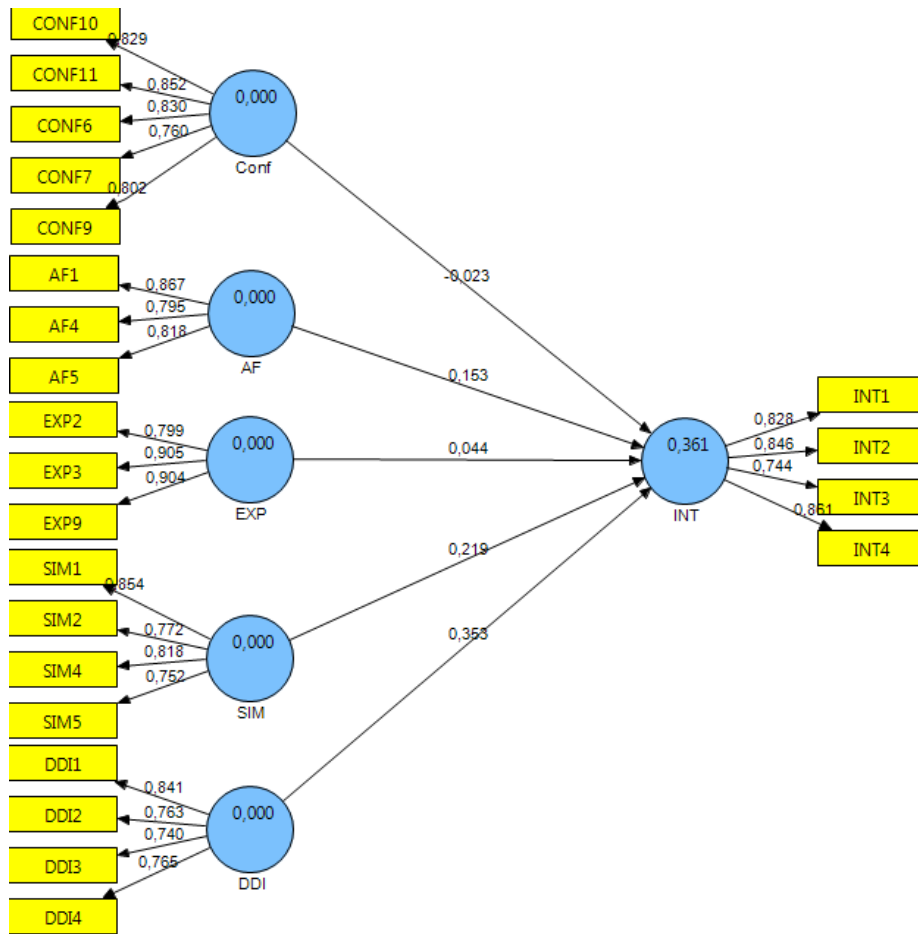 CONF10
0,829
CONF11
0,852
0,000
CONF6
0,830
0,760
CONF7
Conf
0,802
CONF9
AF1
0,867
0,000
-0,023
AF4
0,795
0,818
AF5
AF
0,153
EXP2
0,799
0,000
EXP3
0,905
0,044
0,904
EXP9
EXP
0,361
INT
INT1
0,828
INT2
0,846
0,744
INT3
0,861
INT4
SIM1
0,854
0,219
SIM2
0,772
0,000
SIM4
0,818
0,752
SIM5
SIM
0,353
DDI1
0,841
0,000
DDI2
0,763
0,740
DDI3
0,765
DDI
DDI4